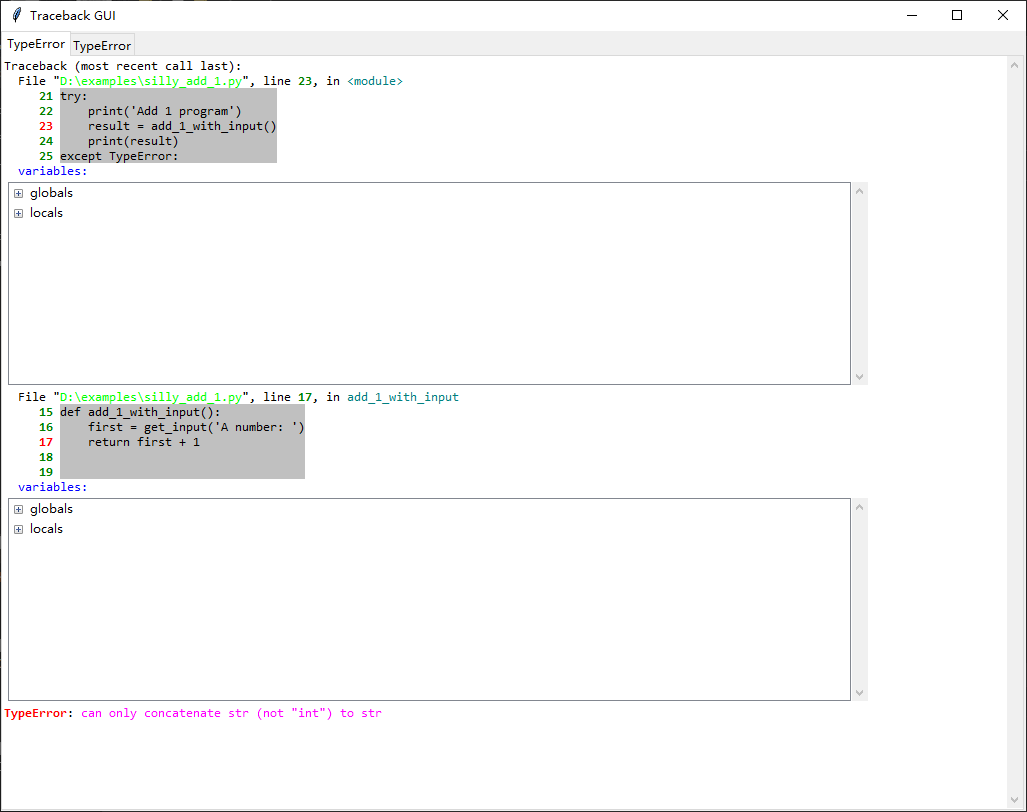 Traceback GUI
TypeError TypeError
Traceback (most recent call last):
  File "D:\examples\silly_add_1.py", line 23, in <module>
     21 try:
     22     print('Add 1 program')
     23     result = add_1_with_input()
     24     print(result)
     25 except TypeError:
  variables:
globals
locals
  File "D:\examples\silly_add_1.py", line 17, in add_1_with_input
     15 def add_1_with_input():
     16     first = get_input('A number: ')
     17     return first + 1
     18
     19
  variables:
globals
locals
TypeError: can only concatenate str (not "int") to str